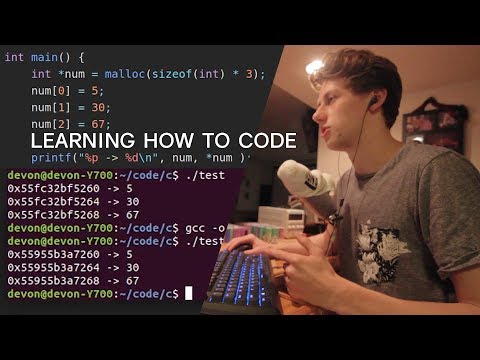 int main() {
int *num = malloc(sizeof(int) * 3);
num[0] = 5;
num[1] = 30;
num[2] = 67;
LEARNING HOW TO CODE
printf("%p -> %d\n", num, *num );
devon@devon-Y700:~/code/c$ ./test
0x55fc32bf5260 -> 5
0x55fc32bf5264 -> 30
0x55fc32bf5268 -> 67
devon@devon-Y700:~/code/c$ gcc -o
devon@devon-Y700:~/code/c$ ./test
0x55955b3a7260 -> 5
0x55955b3a7264 -> 30
0x55955b3a7268 -> 67
devon@devon-Y700:~/code/c$